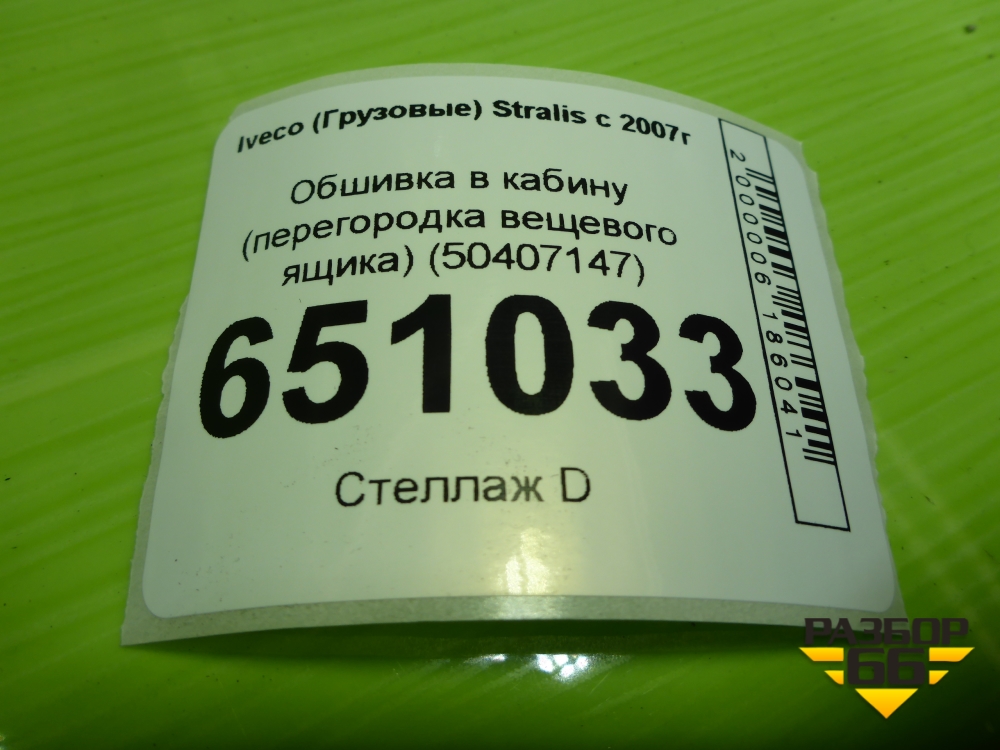 Iveco (Грузовые) Stralis с 2007г
Обшивка в кабину
(перегородка вещевого
ящика) (50407147)
651033
Стеллаж D
2000006186041
РАЗБОР
66